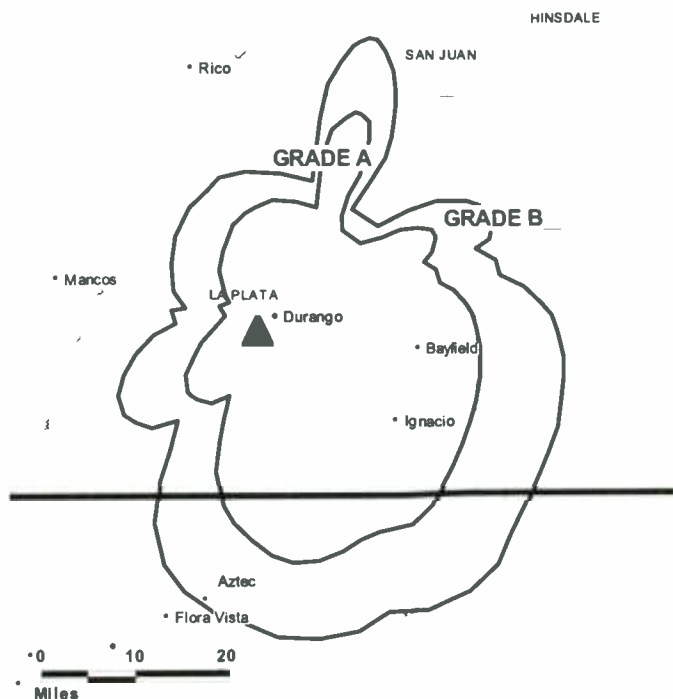 HINSDALE
SAN JUAN
Rico
GRADE A
GRADE B
Mancos
LA PLATA
Durango
Bayfield
Ignacio
Aztec
Flora Vista
0 10 20
Miles